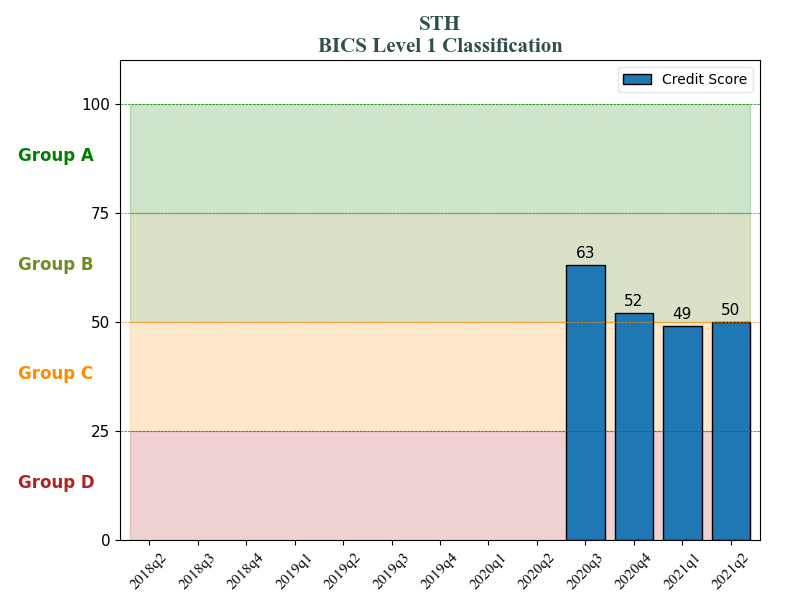 STH
BICS Level 1 Classification
Credit Score
100
Group A
75
Group B
63
52
50
49
50
Group C
25
Group D
0
2018q2
2018q3
2018q4
2019q1
2019q2
2019q3
2019q4
2020q1
2020q2
2020q3
2020q4
2021q1
2021q2